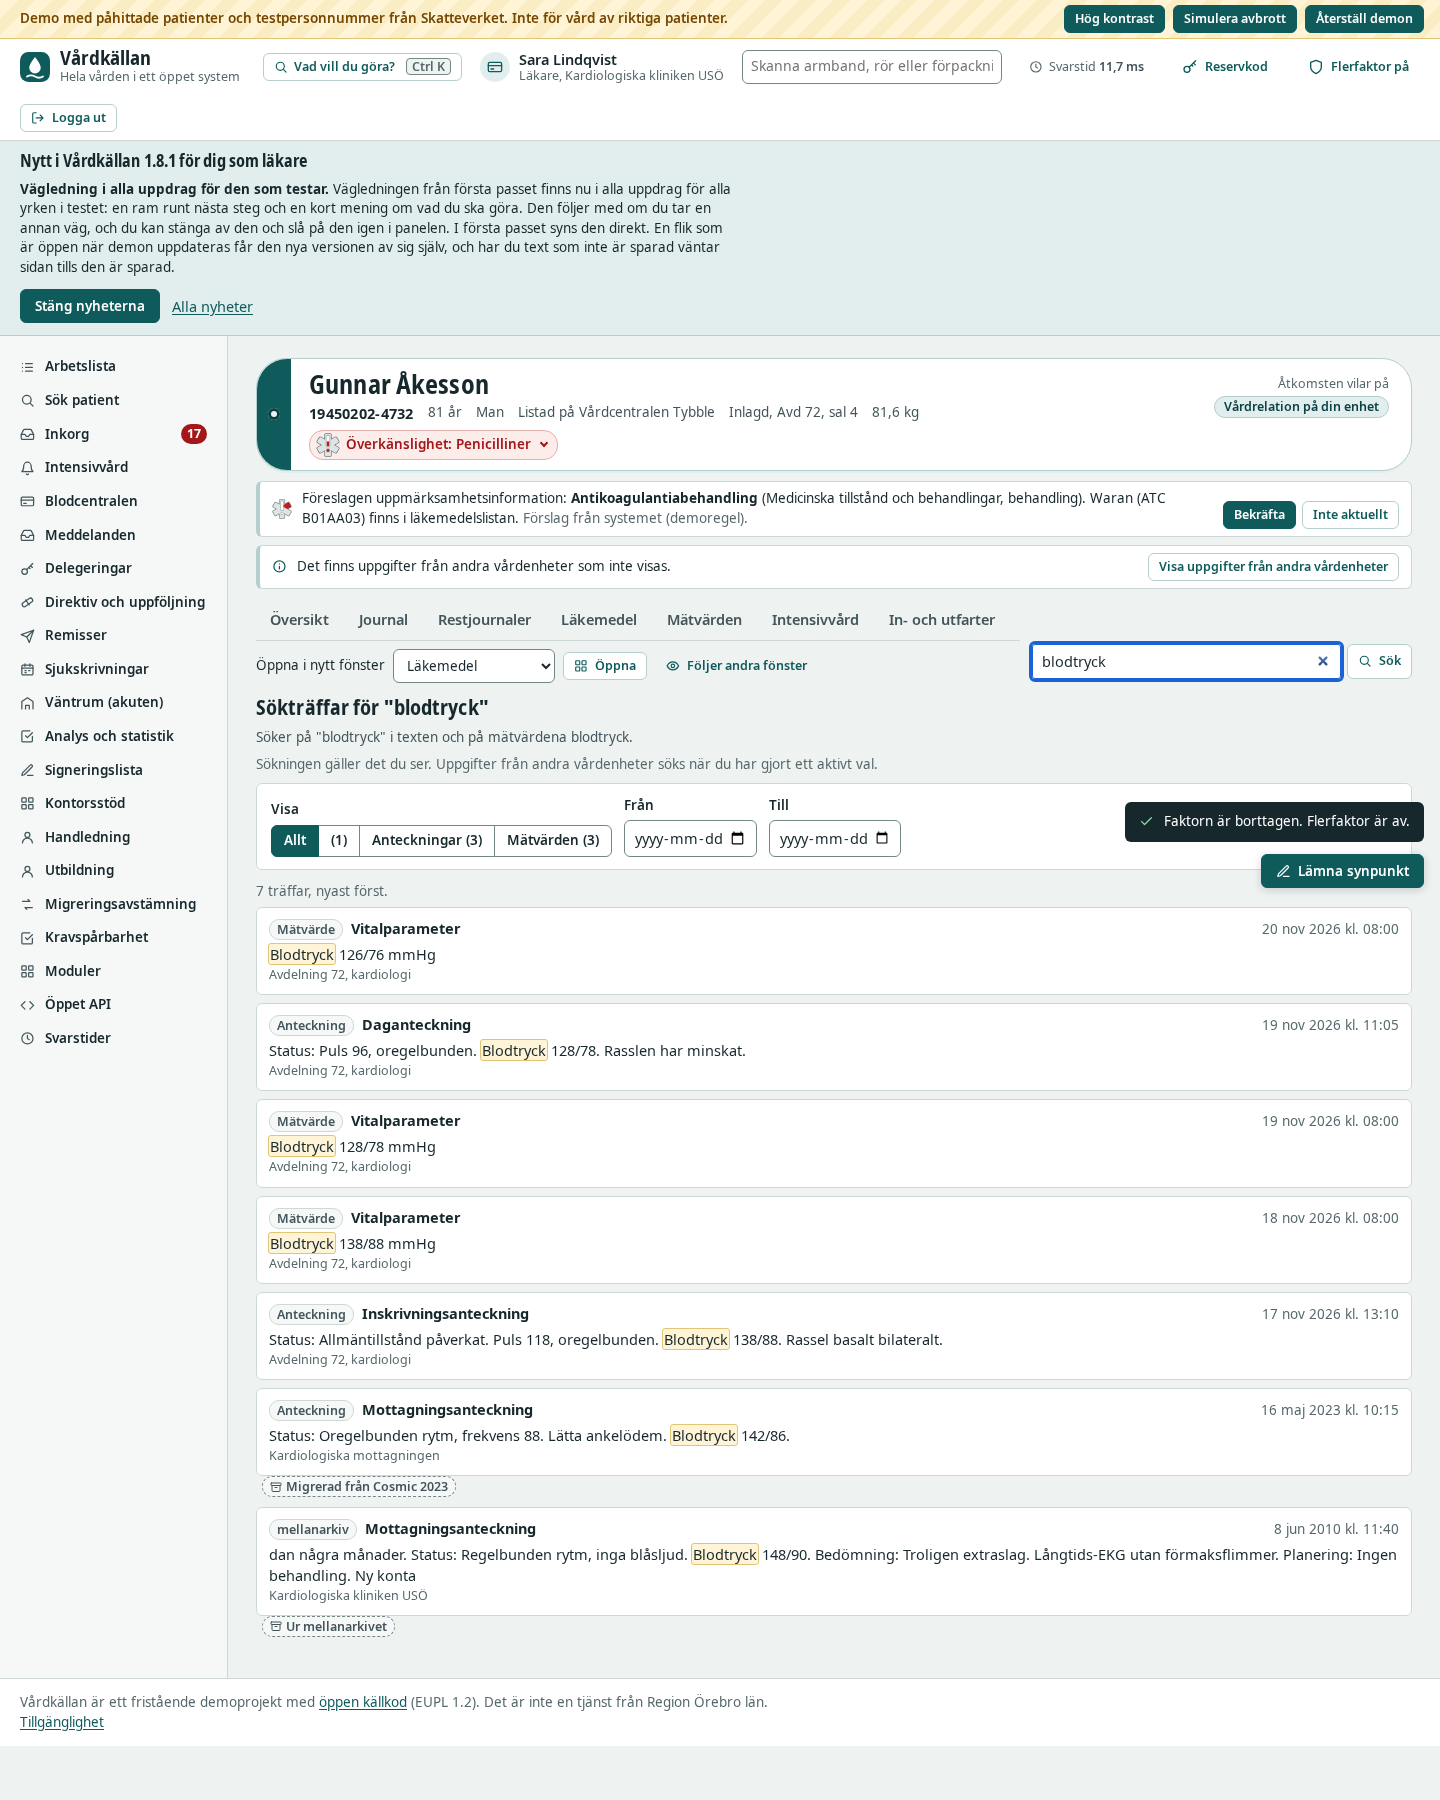 Demo med påhittade patienter och testpersonnummer från Skatteverket. Inte för vård av riktiga patienter.
Hög kontrast
Simulera avbrott
Återställ demon
Vårdkällan
Hela vården i ett öppet system
Vad vill du göra? Ctrl K
Sara Lindqvist
Läkare, Kardiologiska kliniken USÖ
Skanna armband, rör eller förpackni
Svarstid 11,7 ms
Reservkod
Flerfaktor på
Logga ut
Nytt i Vårdkällan 1.8.1 för dig som läkare
Vägledning i alla uppdrag för den som testar. Vägledningen från första passet finns nu i alla uppdrag för alla
yrken i testet: en ram runt nästa steg och en kort mening om vad du ska göra. Den följer med om du tar en
annan väg, och du kan stänga av den och slå på den igen i panelen. I första passet syns den direkt. En flik som
är öppen när demon uppdateras får den nya versionen av sig själv, och har du text som inte är sparad väntar
sidan tills den är sparad.
Stäng nyheterna
Alla nyheter
Arbetslista
Sök patient
Inkorg 17
Intensivvård
Blodcentralen
Meddelanden
Delegeringar
Direktiv och uppföljning
Remisser
Sjukskrivningar
Väntrum (akuten)
Analys och statistik
Signeringslista
Kontorsstöd
Handledning
Utbildning
Migreringsavstämning
Kravspårbarhet
Moduler
Öppet API
Svarstider
Gunnar Åkesson
19450202-4732 81 år Man Listad på Vårdcentralen Tybble Inlagd, Avd 72, sal 4 81,6 kg
Överkänslighet: Penicilliner
Åtkomsten vilar på
Vårdrelation på din enhet
Föreslagen uppmärksamhetsinformation: Antikoagulantiabehandling (Medicinska tillstånd och behandlingar, behandling). Waran (ATC
B01AA03) finns i läkemedelslistan. Förslag från systemet (demoregel).
Bekräfta
Inte aktuellt
Det finns uppgifter från andra vårdenheter som inte visas.
Visa uppgifter från andra vårdenheter
Översikt
Journal
Restjournaler
Läkemedel
Mätvärden
Intensivvård
In- och utfarter
Öppna i nytt fönster
Läkemedel
Öppna
Följer andra fönster
blodtryck
Sök
Sökträffar för "blodtryck"
Söker på "blodtryck" i texten och på mätvärdena blodtryck.
Sökningen gäller det du ser. Uppgifter från andra vårdenheter söks när du har gjort ett aktivt val.
Visa
Allt
(1)
Anteckningar (3)
Mätvärden (3)
Från
yyyy-mm-dd
Till
yyyy-mm-dd
Faktorn är borttagen. Flerfaktor är av.
Lämna synpunkt
7 träffar, nyast först.
Mätvärde Vitalparameter 20 nov 2026 kl. 08:00
Blodtryck 126/76 mmHg
Avdelning 72, kardiologi
Anteckning Daganteckning 19 nov 2026 kl. 11:05
Status: Puls 96, oregelbunden. Blodtryck 128/78. Rasslen har minskat.
Avdelning 72, kardiologi
Mätvärde Vitalparameter 19 nov 2026 kl. 08:00
Blodtryck 128/78 mmHg
Avdelning 72, kardiologi
Mätvärde Vitalparameter 18 nov 2026 kl. 08:00
Blodtryck 138/88 mmHg
Avdelning 72, kardiologi
Anteckning Inskrivningsanteckning 17 nov 2026 kl. 13:10
Status: Allmäntillstånd påverkat. Puls 118, oregelbunden. Blodtryck 138/88. Rassel basalt bilateralt.
Avdelning 72, kardiologi
Anteckning Mottagningsanteckning 16 maj 2023 kl. 10:15
Status: Oregelbunden rytm, frekvens 88. Lätta ankelödem. Blodtryck 142/86.
Kardiologiska mottagningen
Migrerad från Cosmic 2023
mellanarkiv Mottagningsanteckning 8 jun 2010 kl. 11:40
dan några månader. Status: Regelbunden rytm, inga blåsljud. Blodtryck 148/90. Bedömning: Troligen extraslag. Långtids-EKG utan förmaksflimmer. Planering: Ingen
behandling. Ny konta
Kardiologiska kliniken USÖ
Ur mellanarkivet
Vårdkällan är ett fristående demoprojekt med öppen källkod (EUPL 1.2). Det är inte en tjänst från Region Örebro län.
Tillgänglighet